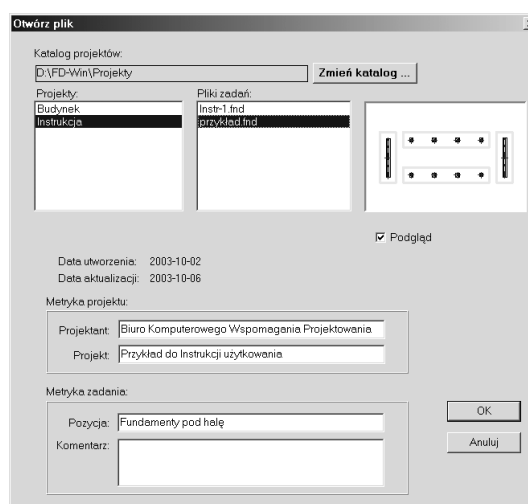 Otwórz plik
Katalog projektów:
D:\FD-Win\Projekty
Zmień katalog ...
Projekty:
Pliki zadań:
Budynek
Instrukcja
Instr-1.fnd
przykład.fnd
Podgląd
Data utworzenia: 2003-10-02
Data aktualizacji: 2003-10-06
Metryka projektu:
Projektant: Biuro Komputerowego Wspomagania Projektowania
Projekt: Przykład do Instrukcji użytkowania
Metryka zadania:
Pozycja: Fundamenty pod halę
Komentarz:
OK
Anuluj